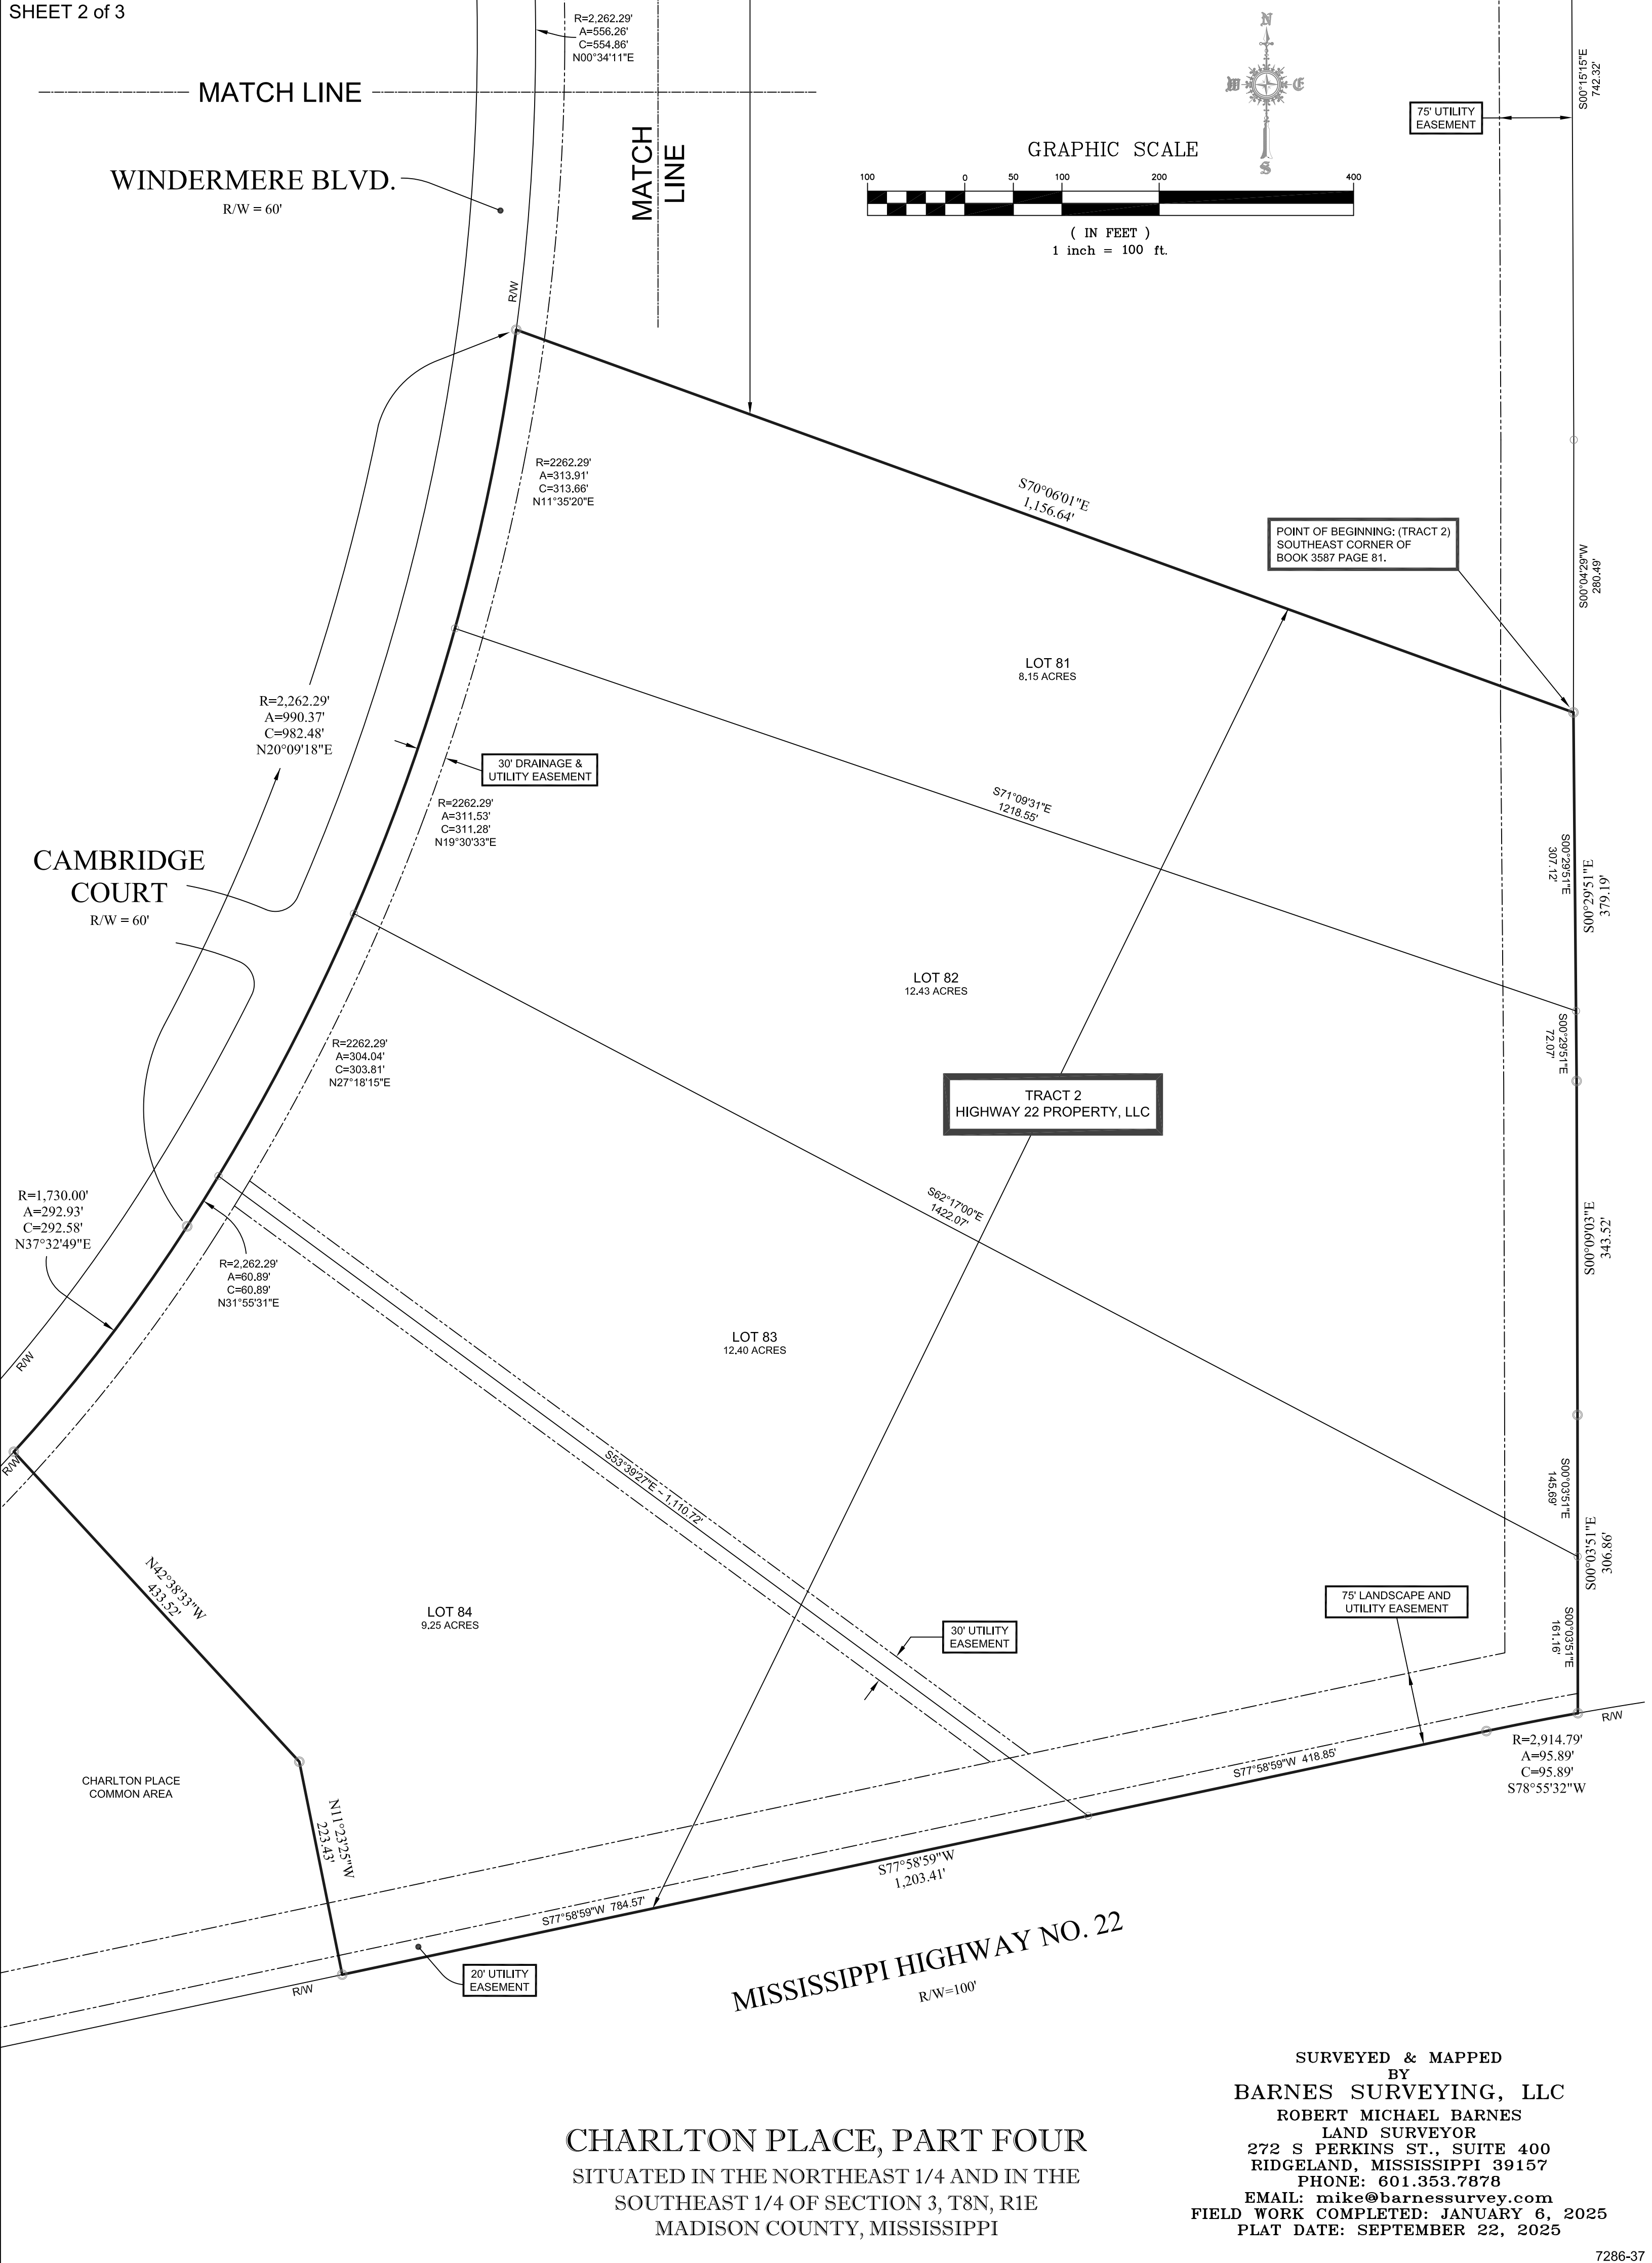 SHEET 2 of 3
R=2,262.29'
A=556.26'
C=554.86'
N00°34'11"E
MATCH LINE
WINDERMERE BLVD.
R/W = 60'
MATCH
LINE
R/W
N
W
E
S
GRAPHIC SCALE
100 0 50 100 200 400
( IN FEET )
1 inch = 100 ft.
75' UTILITY
EASEMENT
S00°15'15"E
742.32'
R=2262.29'
A=313.91'
C=313.66'
N11°35'20"E
S70°06'01"E
1,156.64'
POINT OF BEGINNING: (TRACT 2)
SOUTHEAST CORNER OF
BOOK 3587 PAGE 81.
S00°04'29"W
280.49'
LOT 81
8.15 ACRES
R=2,262.29'
A=990.37'
C=982.48'
N20°09'18"E
30' DRAINAGE &
UTILITY EASEMENT
R=2262.29'
A=311.53'
C=311.28'
N19°30'33"E
S71°09'31"E
1218.55'
S00°29'51"E
307.12'
S00°29'51"E
379.19'
CAMBRIDGE
COURT
R/W = 60'
LOT 82
12.43 ACRES
S00°29'51"E
72.07'
R=2262.29'
A=304.04'
C=303.81'
N27°18'15"E
TRACT 2
HIGHWAY 22 PROPERTY, LLC
R=1,730.00'
A=292.93'
C=292.58'
N37°32'49"E
S62°17'00"E
1422.07'
S00°09'03"E
343.52'
R=2,262.29'
A=60.89'
C=60.89'
N31°55'31"E
R/W
LOT 83
12.40 ACRES
R/W
S53°39'27"E ~ 1,110.72'
S00°03'51"E
145.69'
S00°03'51"E
306.86'
N42°38'33"W
433.52'
LOT 84
9.25 ACRES
30' UTILITY
EASEMENT
75' LANDSCAPE AND
UTILITY EASEMENT
S00°03'51"E
161.16'
R/W
R=2,914.79'
A=95.89'
C=95.89'
S78°55'32"W
S77°58'59"W 418.85'
CHARLTON PLACE
COMMON AREA
N11°23'25"W
223.43'
S77°58'59"W
1,203.41'
S77°58'59"W 784.57'
20' UTILITY
EASEMENT
R/W
MISSISSIPPI HIGHWAY NO. 22
R/W=100'
CHARLTON PLACE, PART FOUR
SITUATED IN THE NORTHEAST 1/4 AND IN THE
SOUTHEAST 1/4 OF SECTION 3, T8N, R1E
MADISON COUNTY, MISSISSIPPI
SURVEYED & MAPPED
BY
BARNES SURVEYING, LLC
ROBERT MICHAEL BARNES
LAND SURVEYOR
272 S PERKINS ST., SUITE 400
RIDGELAND, MISSISSIPPI 39157
PHONE: 601.353.7878
EMAIL: mike@barnessurvey.com
FIELD WORK COMPLETED: JANUARY 6, 2025
PLAT DATE: SEPTEMBER 22, 2025
7286-37